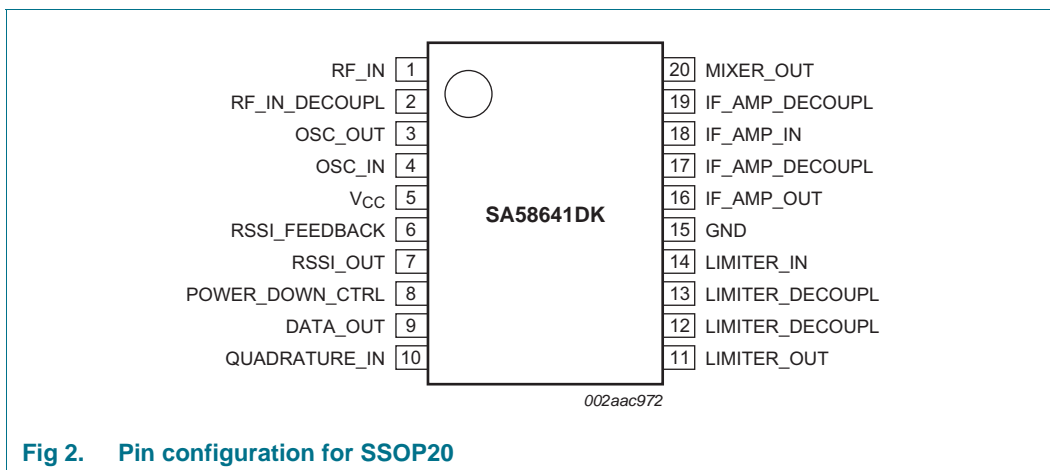 RF_IN 1
RF_IN_DECOUPL 2
OSC_OUT 3
OSC_IN 4
VCC 5
RSSI_FEEDBACK 6
RSSI_OUT 7
POWER_DOWN_CTRL 8
DATA_OUT 9
QUADRATURE_IN 10
SA58641DK
20 MIXER_OUT
19 IF_AMP_DECOUPL
18 IF_AMP_IN
17 IF_AMP_DECOUPL
16 IF_AMP_OUT
15 GND
14 LIMITER_IN
13 LIMITER_DECOUPL
12 LIMITER_DECOUPL
11 LIMITER_OUT
002aac972
Fig 2. Pin configuration for SSOP20